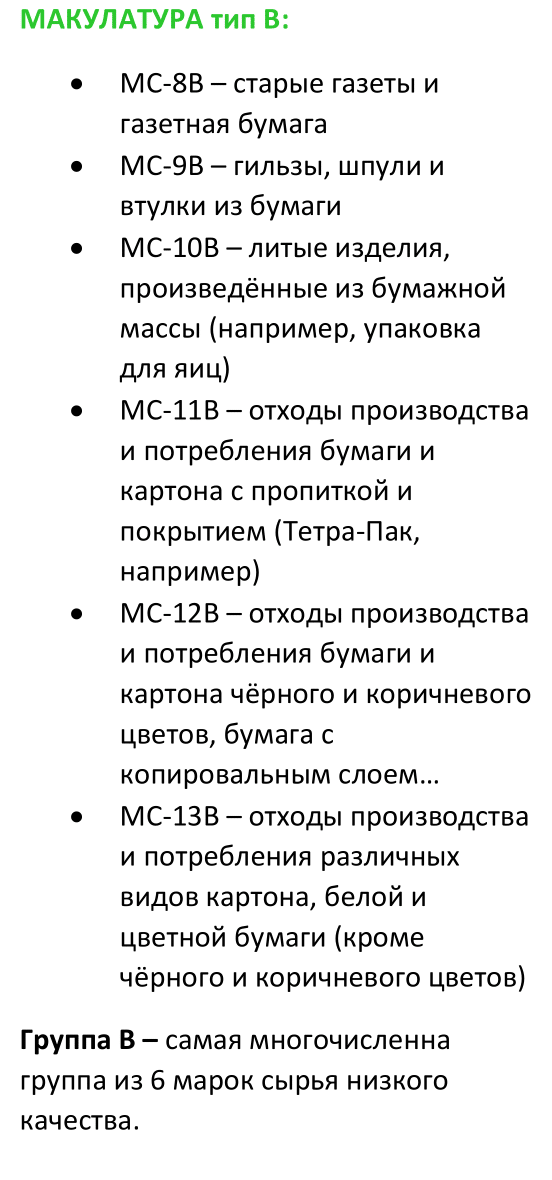 МАКУЛАТУРА тип В:
• МС-8В – старые газеты и
газетная бумага
• МС-9В – гильзы, шпули и
втулки из бумаги
• МС-10В – литые изделия,
произведённые из бумажной
массы (например, упаковка
для яиц)
• МС-11В – отходы производства
и потребления бумаги и
картона с пропиткой и
покрытием (Тетра-Пак,
например)
• МС-12В – отходы производства
и потребления бумаги и
картона чёрного и коричневого
цветов, бумага с
копировальным слоем…
• МС-13В – отходы производства
и потребления различных
видов картона, белой и
цветной бумаги (кроме
чёрного и коричневого цветов)
Группа В – самая многочисленна
группа из 6 марок сырья низкого
качества.